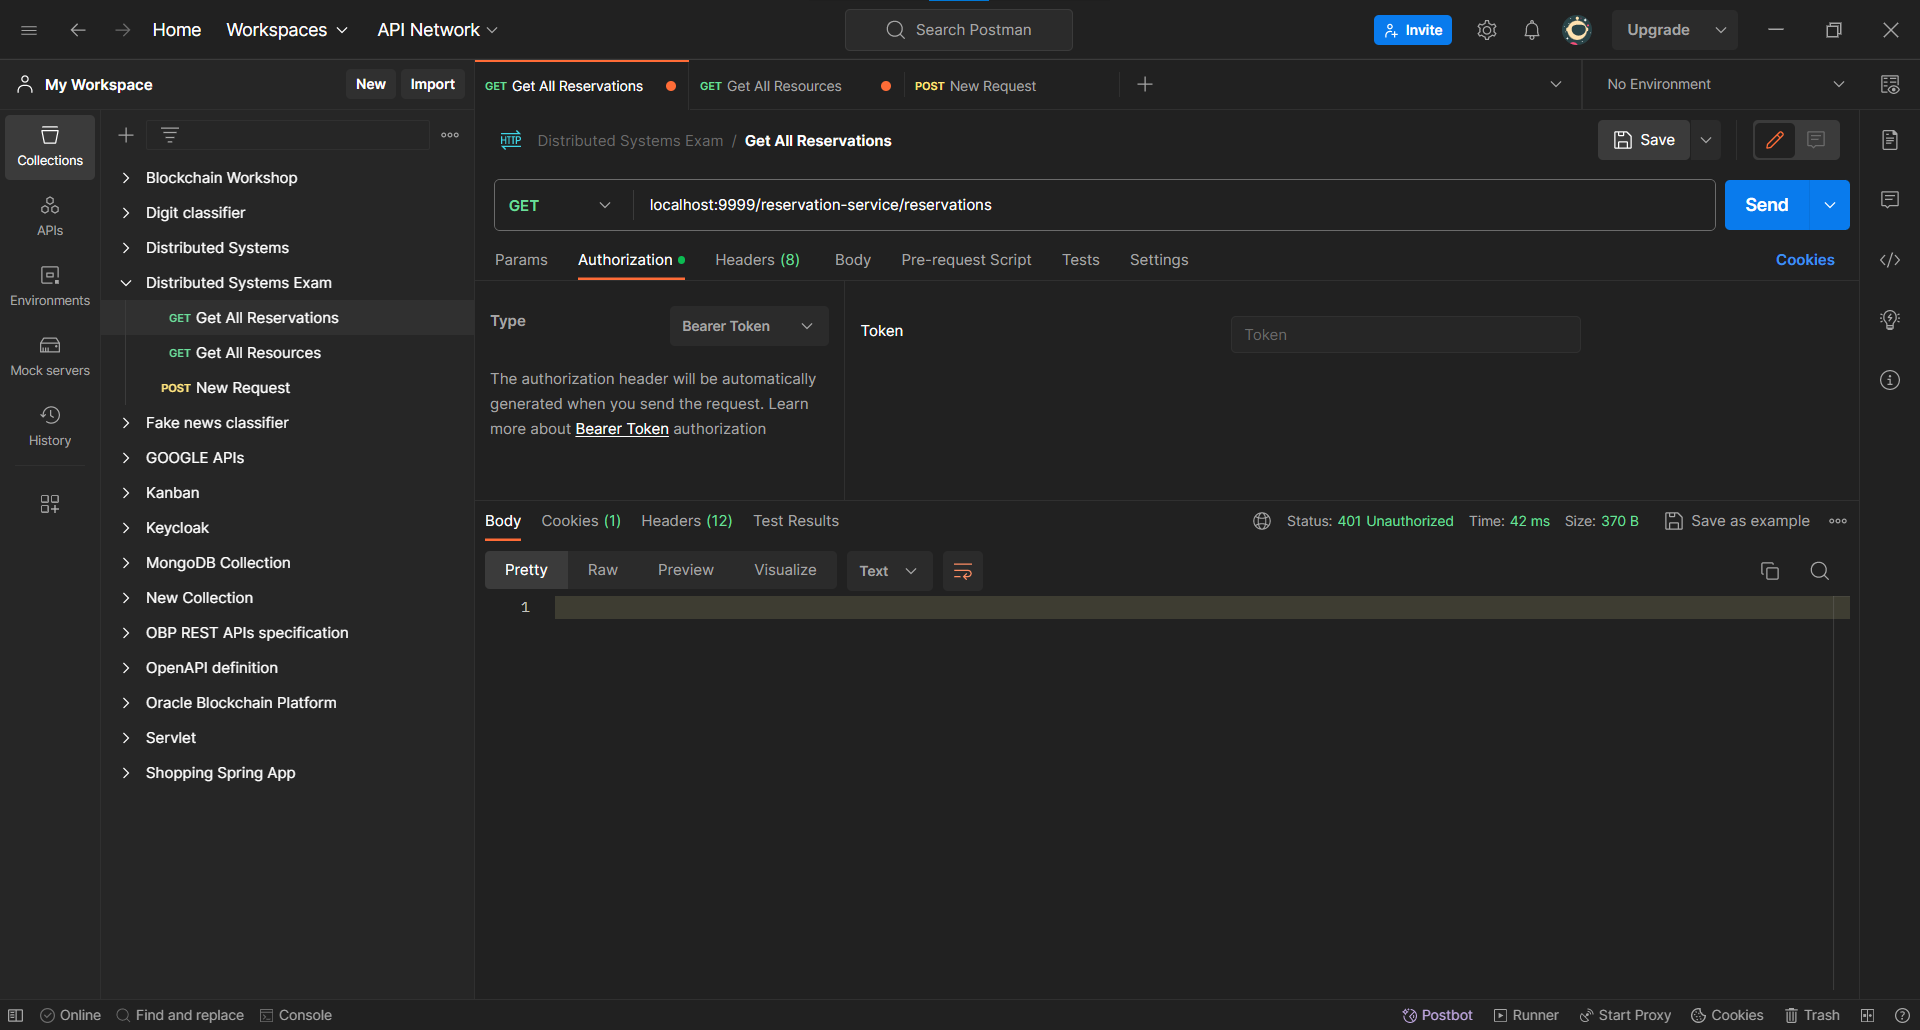 Home
Workspaces
API Network
Search Postman
Invite
Upgrade
My Workspace
New
Import
GET Get All Reservations
GET Get All Resources
POST New Request
No Environment
Collections
APIs
Environments
Mock servers
History
Blockchain Workshop
Digit classifier
Distributed Systems
Distributed Systems Exam
GET Get All Reservations
GET Get All Resources
POST New Request
Fake news classifier
GOOGLE APIs
Kanban
Keycloak
MongoDB Collection
New Collection
OBP REST APIs specification
OpenAPI definition
Oracle Blockchain Platform
Servlet
Shopping Spring App
HTTP Distributed Systems Exam / Get All Reservations
Save
GET
localhost:9999/reservation-service/reservations
Send
Params
Authorization
Headers (8)
Body
Pre-request Script
Tests
Settings
Cookies
Type
Bearer Token
The authorization header will be automatically
generated when you send the request. Learn
more about Bearer Token authorization
Token
Token
Body
Cookies (1)
Headers (12)
Test Results
Status: 401 Unauthorized
Time: 42 ms
Size: 370 B
Save as example
Pretty
Raw
Preview
Visualize
Text
1
Online
Find and replace
Console
Postbot
Runner
Start Proxy
Cookies
Trash